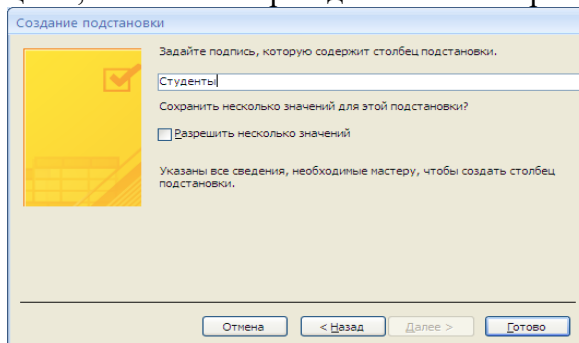 Создание подстановки
Задайте подпись, которую содержит столбец подстановки.
Студенты
Сохранить несколько значений для этой подстановки?
Разрешить несколько значений
Указаны все сведения, необходимые мастеру, чтобы создать столбец
подстановки.
Отмена < Назад Далее > Готово